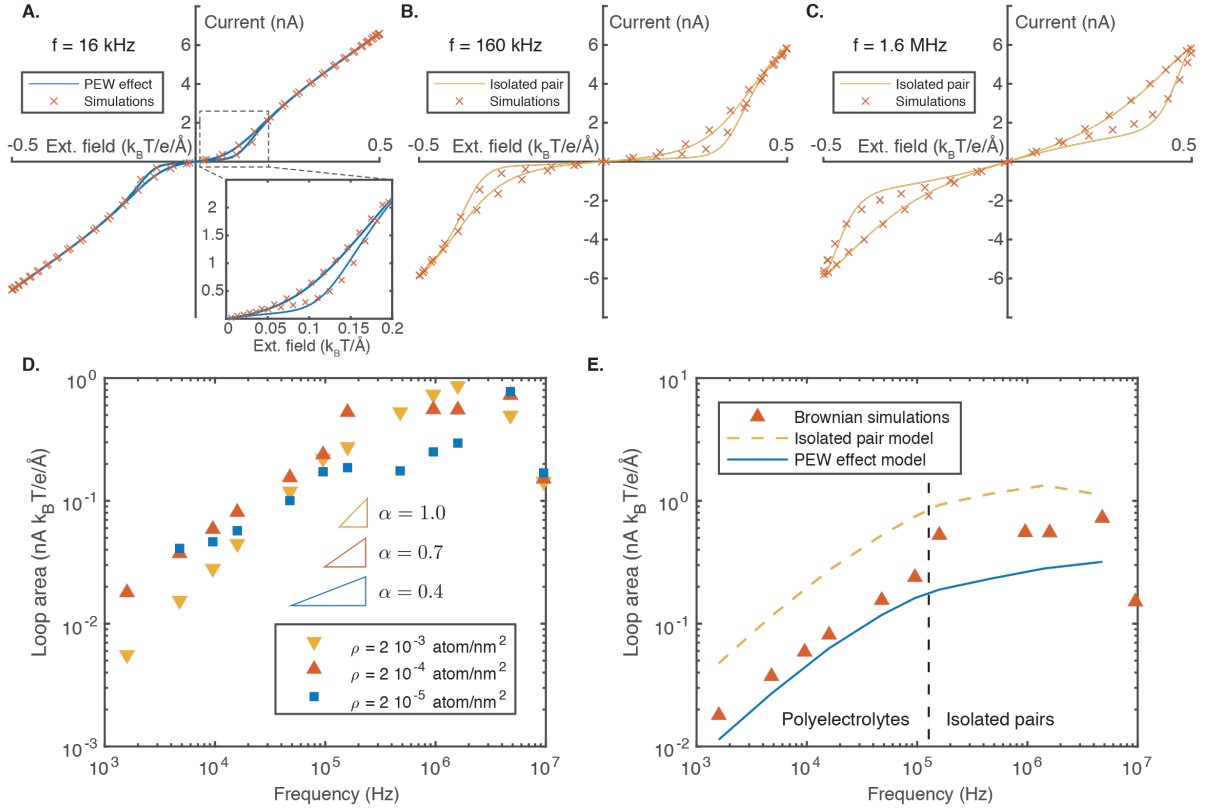 A.
Current (nA)
f = 16 kHz
PEW effect
Simulations
6
4
2
-0.5
Ext. field (k_BT/e/Å)
0.5
2
1.5
1
0.5
0
0.05
0.1
0.15
0.2
Ext. field (k_BT/Å)
B.
Current (nA)
f = 160 kHz
Isolated pair
Simulations
6
4
2
-0.5
Ext. field (k_BT/e/Å)
0.5
-2
-4
-6
C.
Current (nA)
f = 1.6 MHz
Isolated pair
Simulations
6
4
2
-0.5
Ext. field (k_BT/e/Å)
0.5
-2
-4
-6
D.
Loop area (nA k_BT/e/Å)
10^0
10^-1
10^-2
10^-3
α = 1.0
α = 0.7
α = 0.4
ρ = 2 10^-3 atom/nm^2
ρ = 2 10^-4 atom/nm^2
ρ = 2 10^-5 atom/nm^2
10^3
10^4
10^5
10^6
10^7
Frequency (Hz)
E.
Loop area (nA k_BT/e/Å)
10^1
10^0
10^-1
10^-2
Brownian simulations
Isolated pair model
PEW effect model
Polyelectrolytes
Isolated pairs
10^3
10^4
10^5
10^6
10^7
Frequency (Hz)